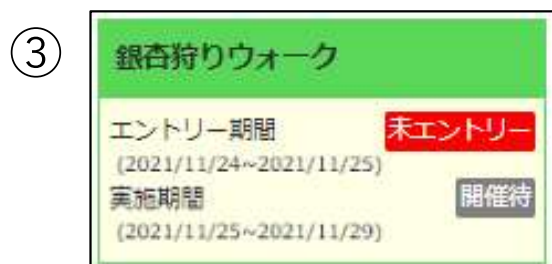 ③
銀杏狩りウォーク
エントリー期間 未エントリー
(2021/11/24~2021/11/25)
実施期間 開催待
(2021/11/25~2021/11/29)